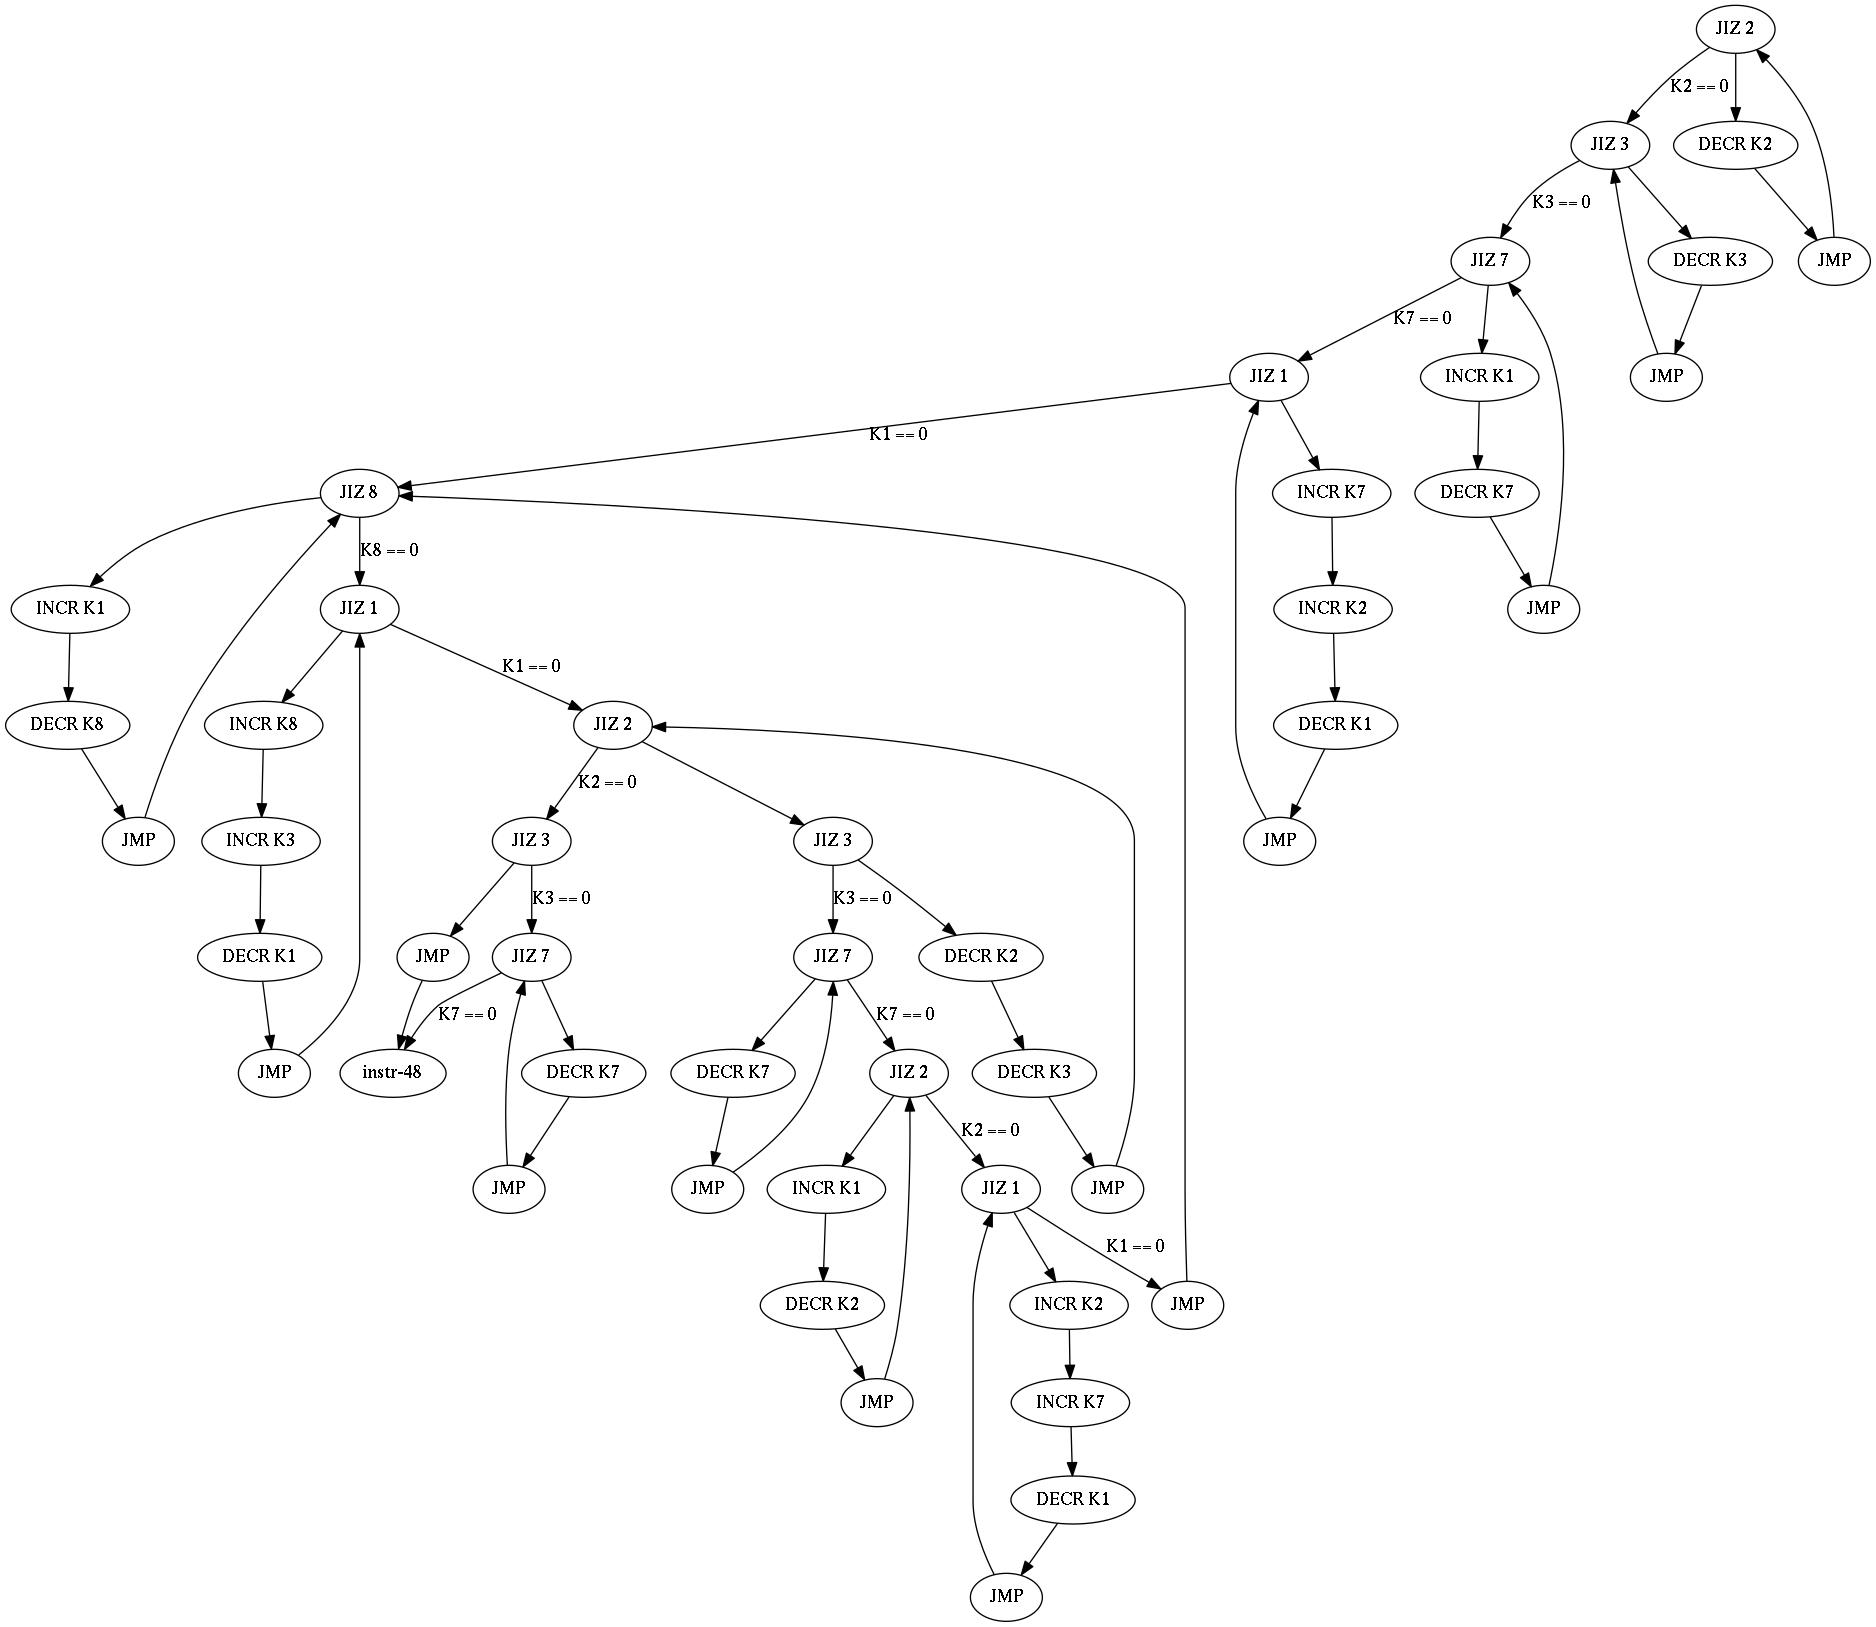 JIZ 2
K2 == 0
JIZ 3
DECR K2
K3 == 0
JIZ 7
DECR K3
JMP
K7 == 0
JIZ 1
INCR K1
JMP
K1 == 0
JIZ 8
INCR K7
DECR K7
K8 == 0
INCR K1
JIZ 1
INCR K2
JMP
K1 == 0
DECR K8
INCR K8
JIZ 2
DECR K1
K2 == 0
JMP
INCR K3
JIZ 3
JIZ 3
JMP
K3 == 0
K3 == 0
DECR K1
JMP
JIZ 7
JIZ 7
DECR K2
K7 == 0
K7 == 0
JMP
instr-48
DECR K7
DECR K7
JIZ 2
DECR K3
K2 == 0
JMP
JMP
INCR K1
JIZ 1
JMP
K1 == 0
DECR K2
INCR K2
JMP
JMP
INCR K7
DECR K1
JMP